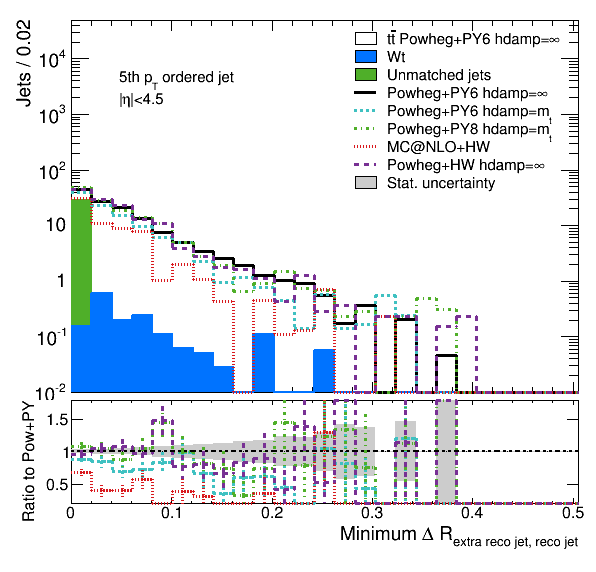 Jets / 0.02
10⁴
10³
10²
10
1
10⁻¹
10⁻²
5th p_T ordered jet
|η|<4.5
tt̄ Powheg+PY6 hdamp=∞
Wt
Unmatched jets
Powheg+PY6 hdamp=∞
Powheg+PY6 hdamp=m_t
Powheg+PY8 hdamp=m_t
MC@NLO+HW
Powheg+HW hdamp=∞
Stat. uncertainty
Ratio to Pow+PY
1.5
1
0.5
0 0.1 0.2 0.3 0.4 0.5
Minimum Δ R_extra reco jet, reco jet